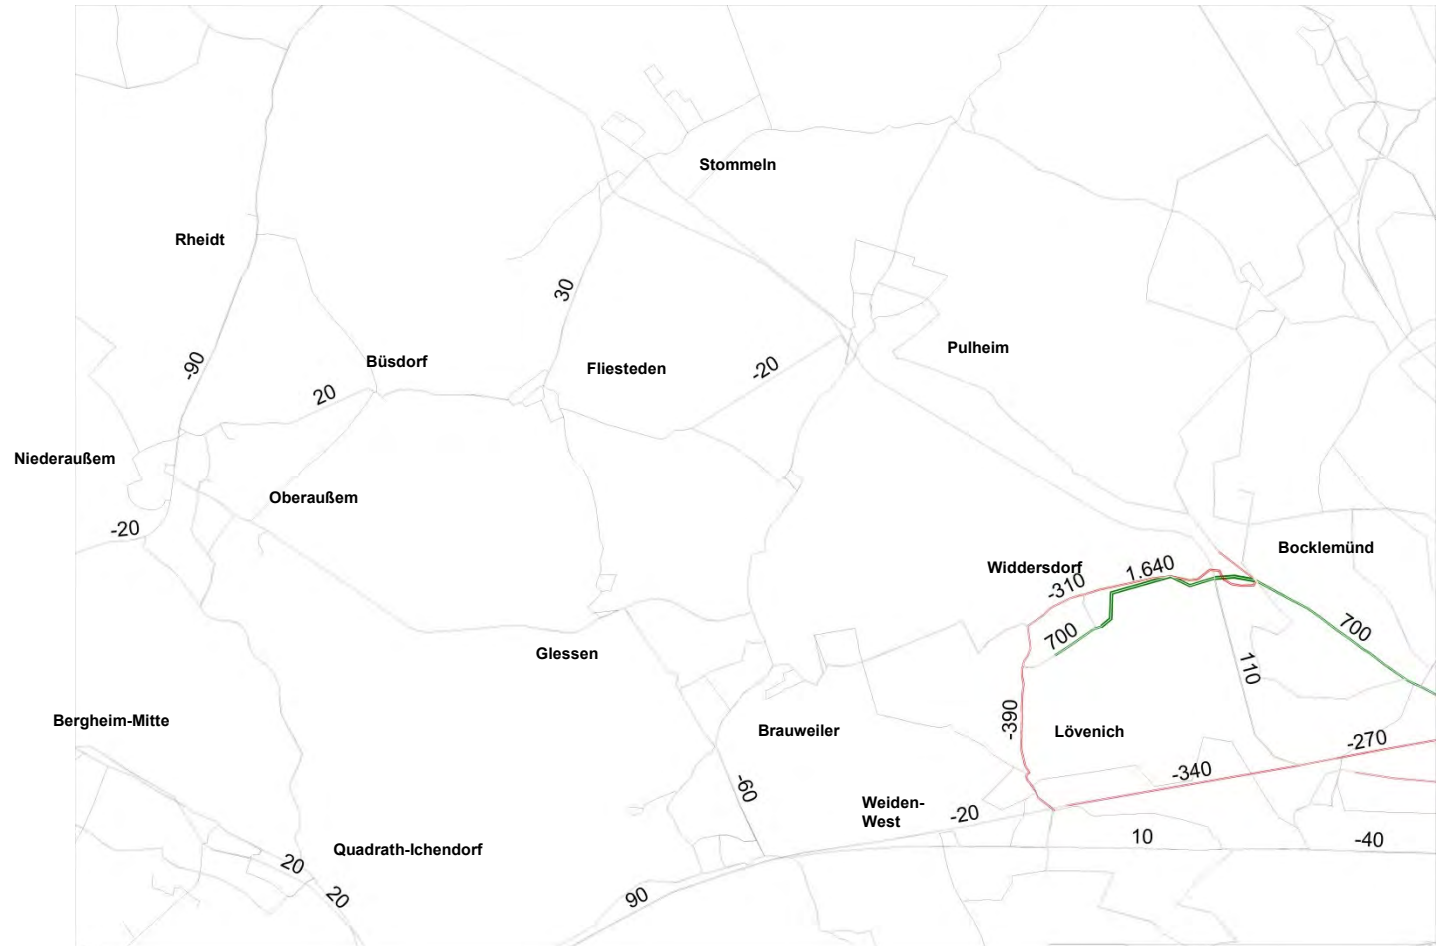 Stommeln
Rheidt
30
Pulheim
-90
Büsdorf
Fliesteden
-20
20
Niederaußem
Oberaußem
-20
Bocklemünd
Widdersdorf
1.640
-310
700
700
Glessen
110
Bergheim-Mitte
-390
Brauweiler
Lövenich
-270
-340
-60
Weiden-
West
-20
10
-40
Quadrath-Ichendorf
20
20
90